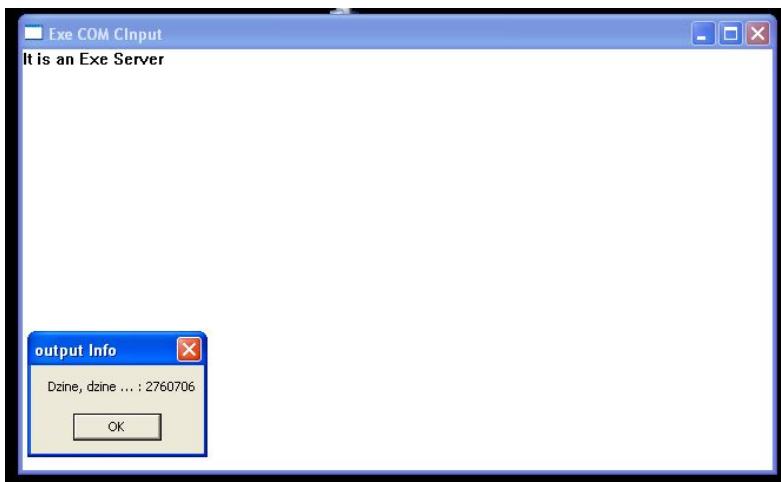 Exe COM CInput
It is an Exe Server
output Info
Dzine, dzine ... : 2760706
OK